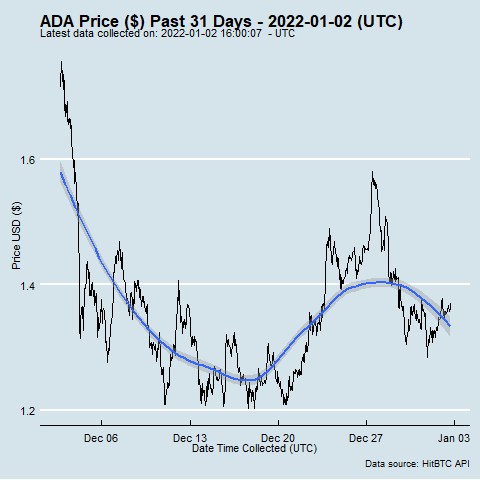 ADA Price ($) Past 31 Days - 2022-01-02 (UTC)
Latest data collected on: 2022-01-02 16:00:07  - UTC
Price USD ($)
1.6
1.4
1.2
Dec 06
Dec 13
Dec 20
Dec 27
Jan 03
Date Time Collected (UTC)
Data source: HitBTC API